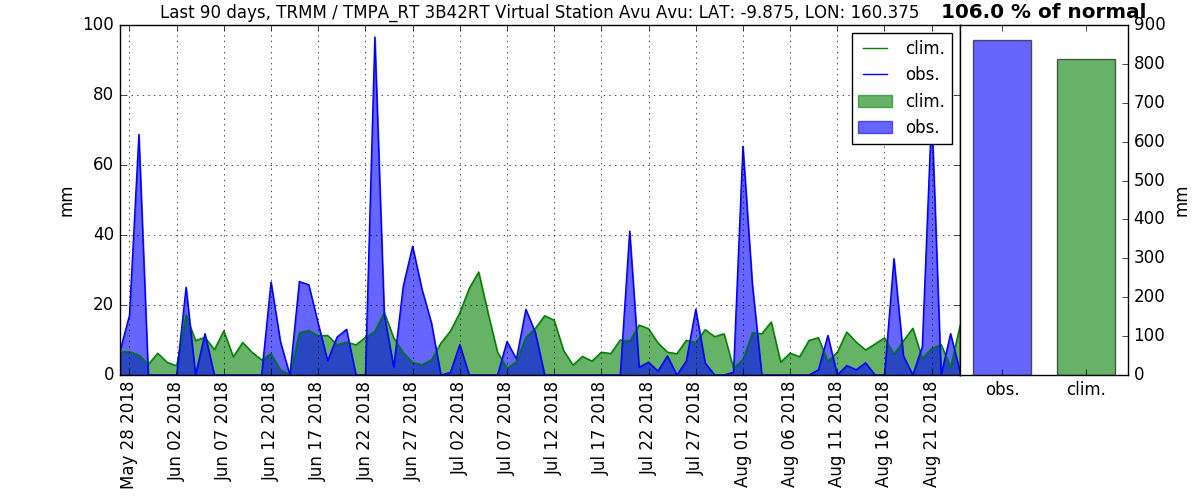 Last 90 days, TRMM / TMPA_RT 3B42RT Virtual Station Avu Avu: LAT: -9.875, LON: 160.375
106.0 % of normal
100
80
60
40
20
0
mm
clim.
obs.
clim.
obs.
900
800
700
600
500
400
300
200
100
0
mm
obs.
clim.
May 28 2018
Jun 02 2018
Jun 07 2018
Jun 12 2018
Jun 17 2018
Jun 22 2018
Jun 27 2018
Jul 02 2018
Jul 07 2018
Jul 12 2018
Jul 17 2018
Jul 22 2018
Jul 27 2018
Aug 01 2018
Aug 06 2018
Aug 11 2018
Aug 16 2018
Aug 21 2018